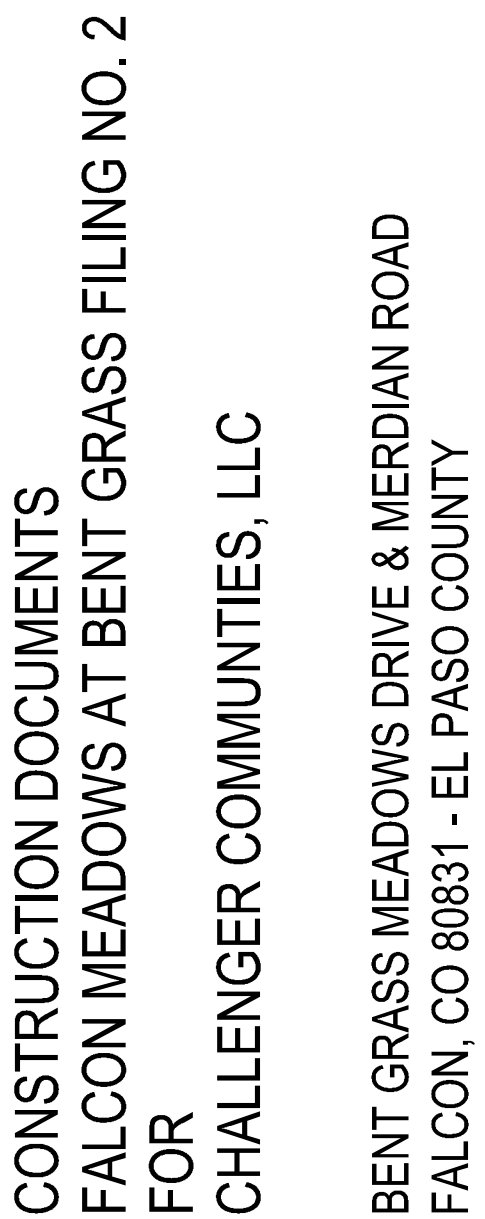 CONSTRUCTION DOCUMENTS
FALCON MEADOWS AT BENT GRASS FILING NO. 2
FOR
CHALLENGER COMMUNTIES, LLC
BENT GRASS MEADOWS DRIVE & MERDIAN ROAD
FALCON, CO 80831 - EL PASO COUNTY